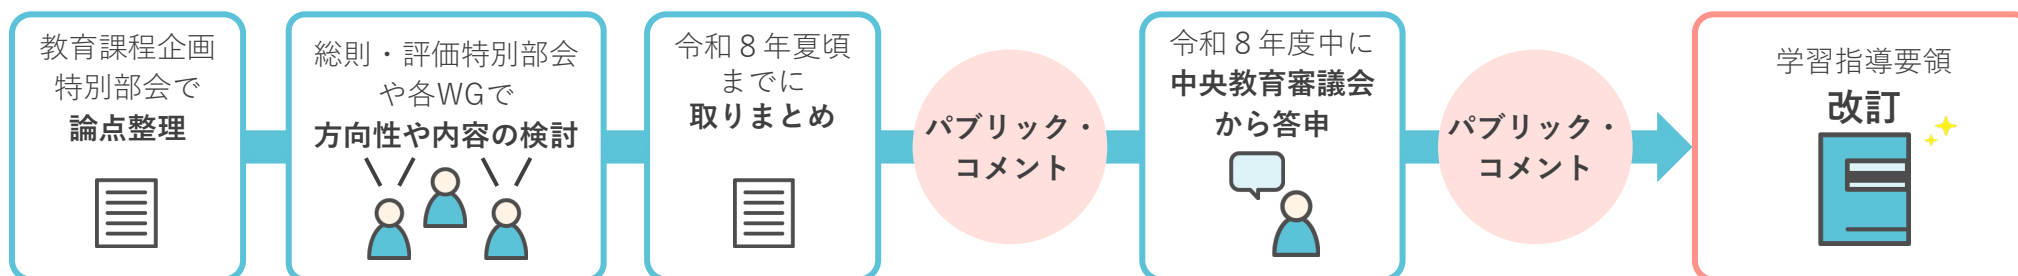 教育課程企画
特別部会で
論点整理
総則・評価特別部会
や各WGで
方向性や内容の検討
令和８年夏頃
までに
取りまとめ
パブリック・
コメント
令和８年度中に
中央教育審議会
から答申
パブリック・
コメント
学習指導要領
改訂